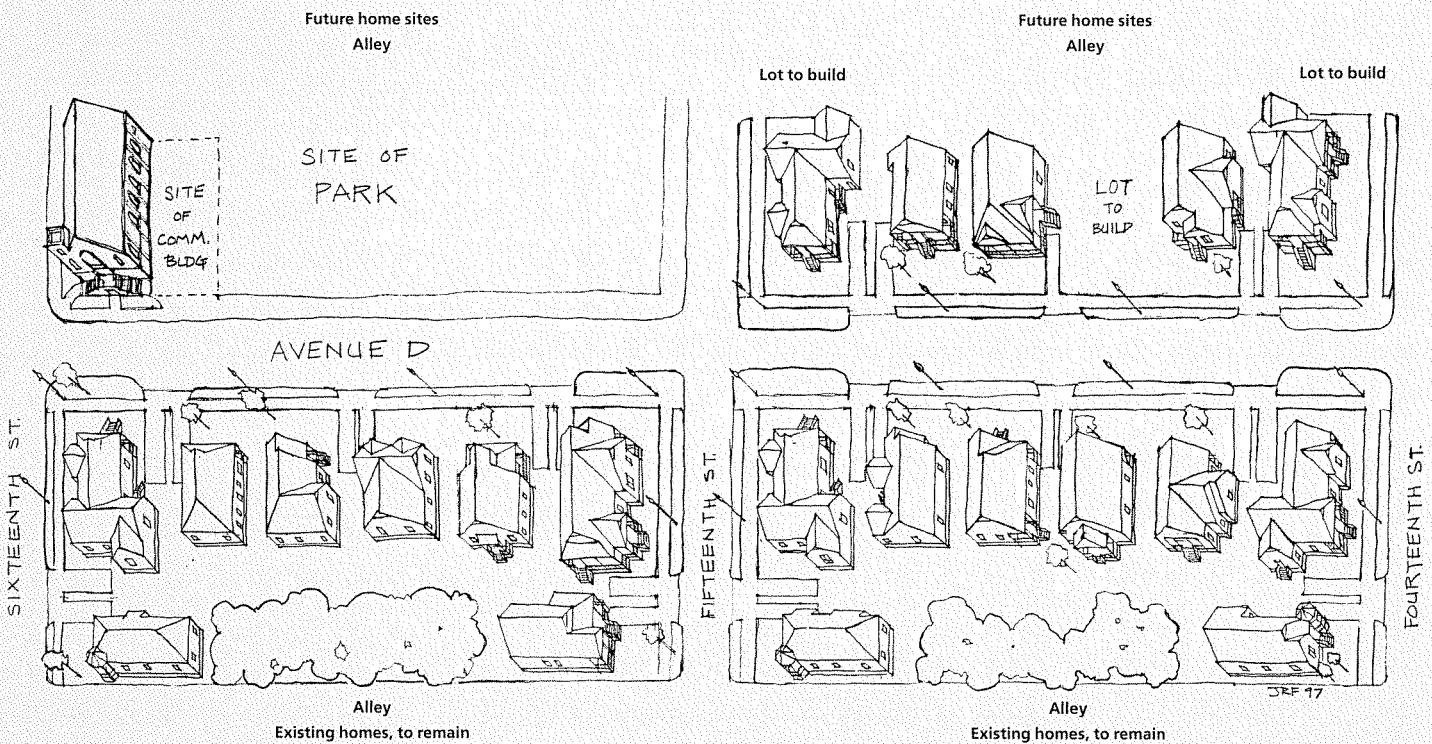 Future home sites
Alley
Future home sites
Alley
Lot to build
Lot to build
SITE
OF
COMM.
BLDG
SITE OF
PARK
LOT
TO
BUILD
AVENUE D
SIXTEENTH ST.
FIFTEENTH ST.
FOURTEENTH ST.
JRF 97
Alley
Existing homes, to remain
Alley
Existing homes, to remain